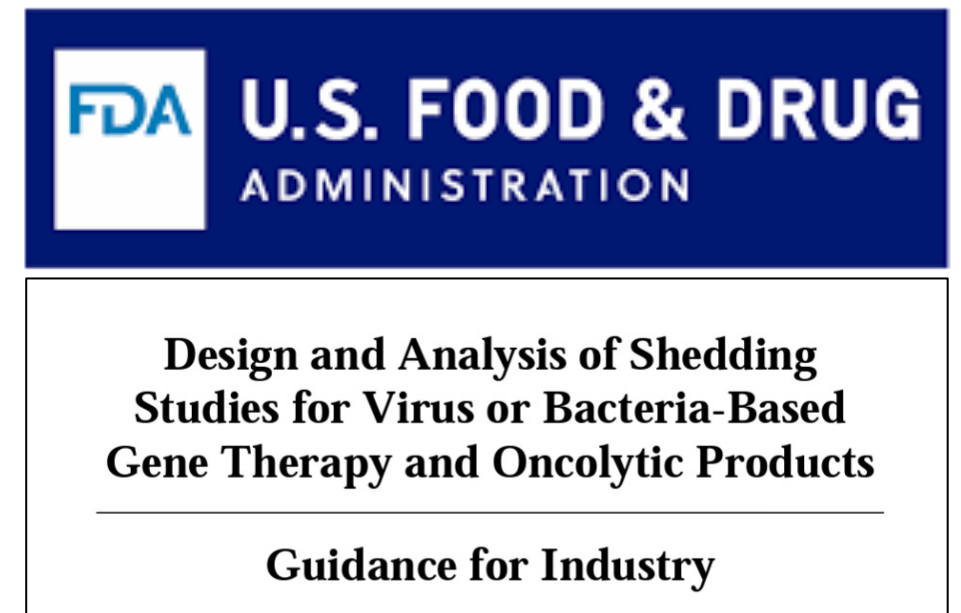 FDA
U.S. FOOD & DRUG
ADMINISTRATION
Design and Analysis of Shedding
Studies for Virus or Bacteria-Based
Gene Therapy and Oncolytic Products
Guidance for Industry